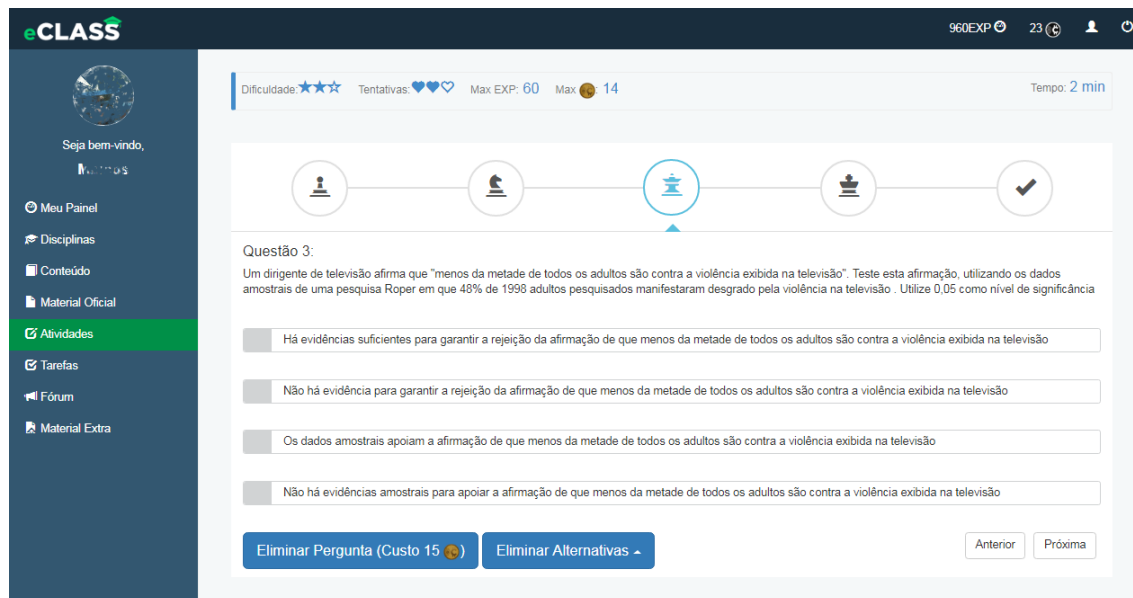 eCLASS
960EXP
23
Seja bem-vindo,
Meu Painel
Disciplinas
Conteúdo
Material Oficial
Atividades
Tarefas
Fórum
Material Extra
Dificuldade: Tentativas: Max EXP: 60 Max : 14 Tempo: 2 min
Questão 3:
Um dirigente de televisão afirma que "menos da metade de todos os adultos são contra a violência exibida na televisão". Teste esta afirmação, utilizando os dados
amostrais de uma pesquisa Roper em que 48% de 1998 adultos pesquisados manifestaram desgrado pela violência na televisão . Utilize 0,05 como nível de significância
Há evidências suficientes para garantir a rejeição da afirmação de que menos da metade de todos os adultos são contra a violência exibida na televisão
Não há evidência para garantir a rejeição da afirmação de que menos da metade de todos os adultos são contra a violência exibida na televisão
Os dados amostrais apoiam a afirmação de que menos da metade de todos os adultos são contra a violência exibida na televisão
Não há evidências amostrais para apoiar a afirmação de que menos da metade de todos os adultos são contra a violência exibida na televisão
Eliminar Pergunta (Custo 15 )
Eliminar Alternativas
Anterior
Próxima